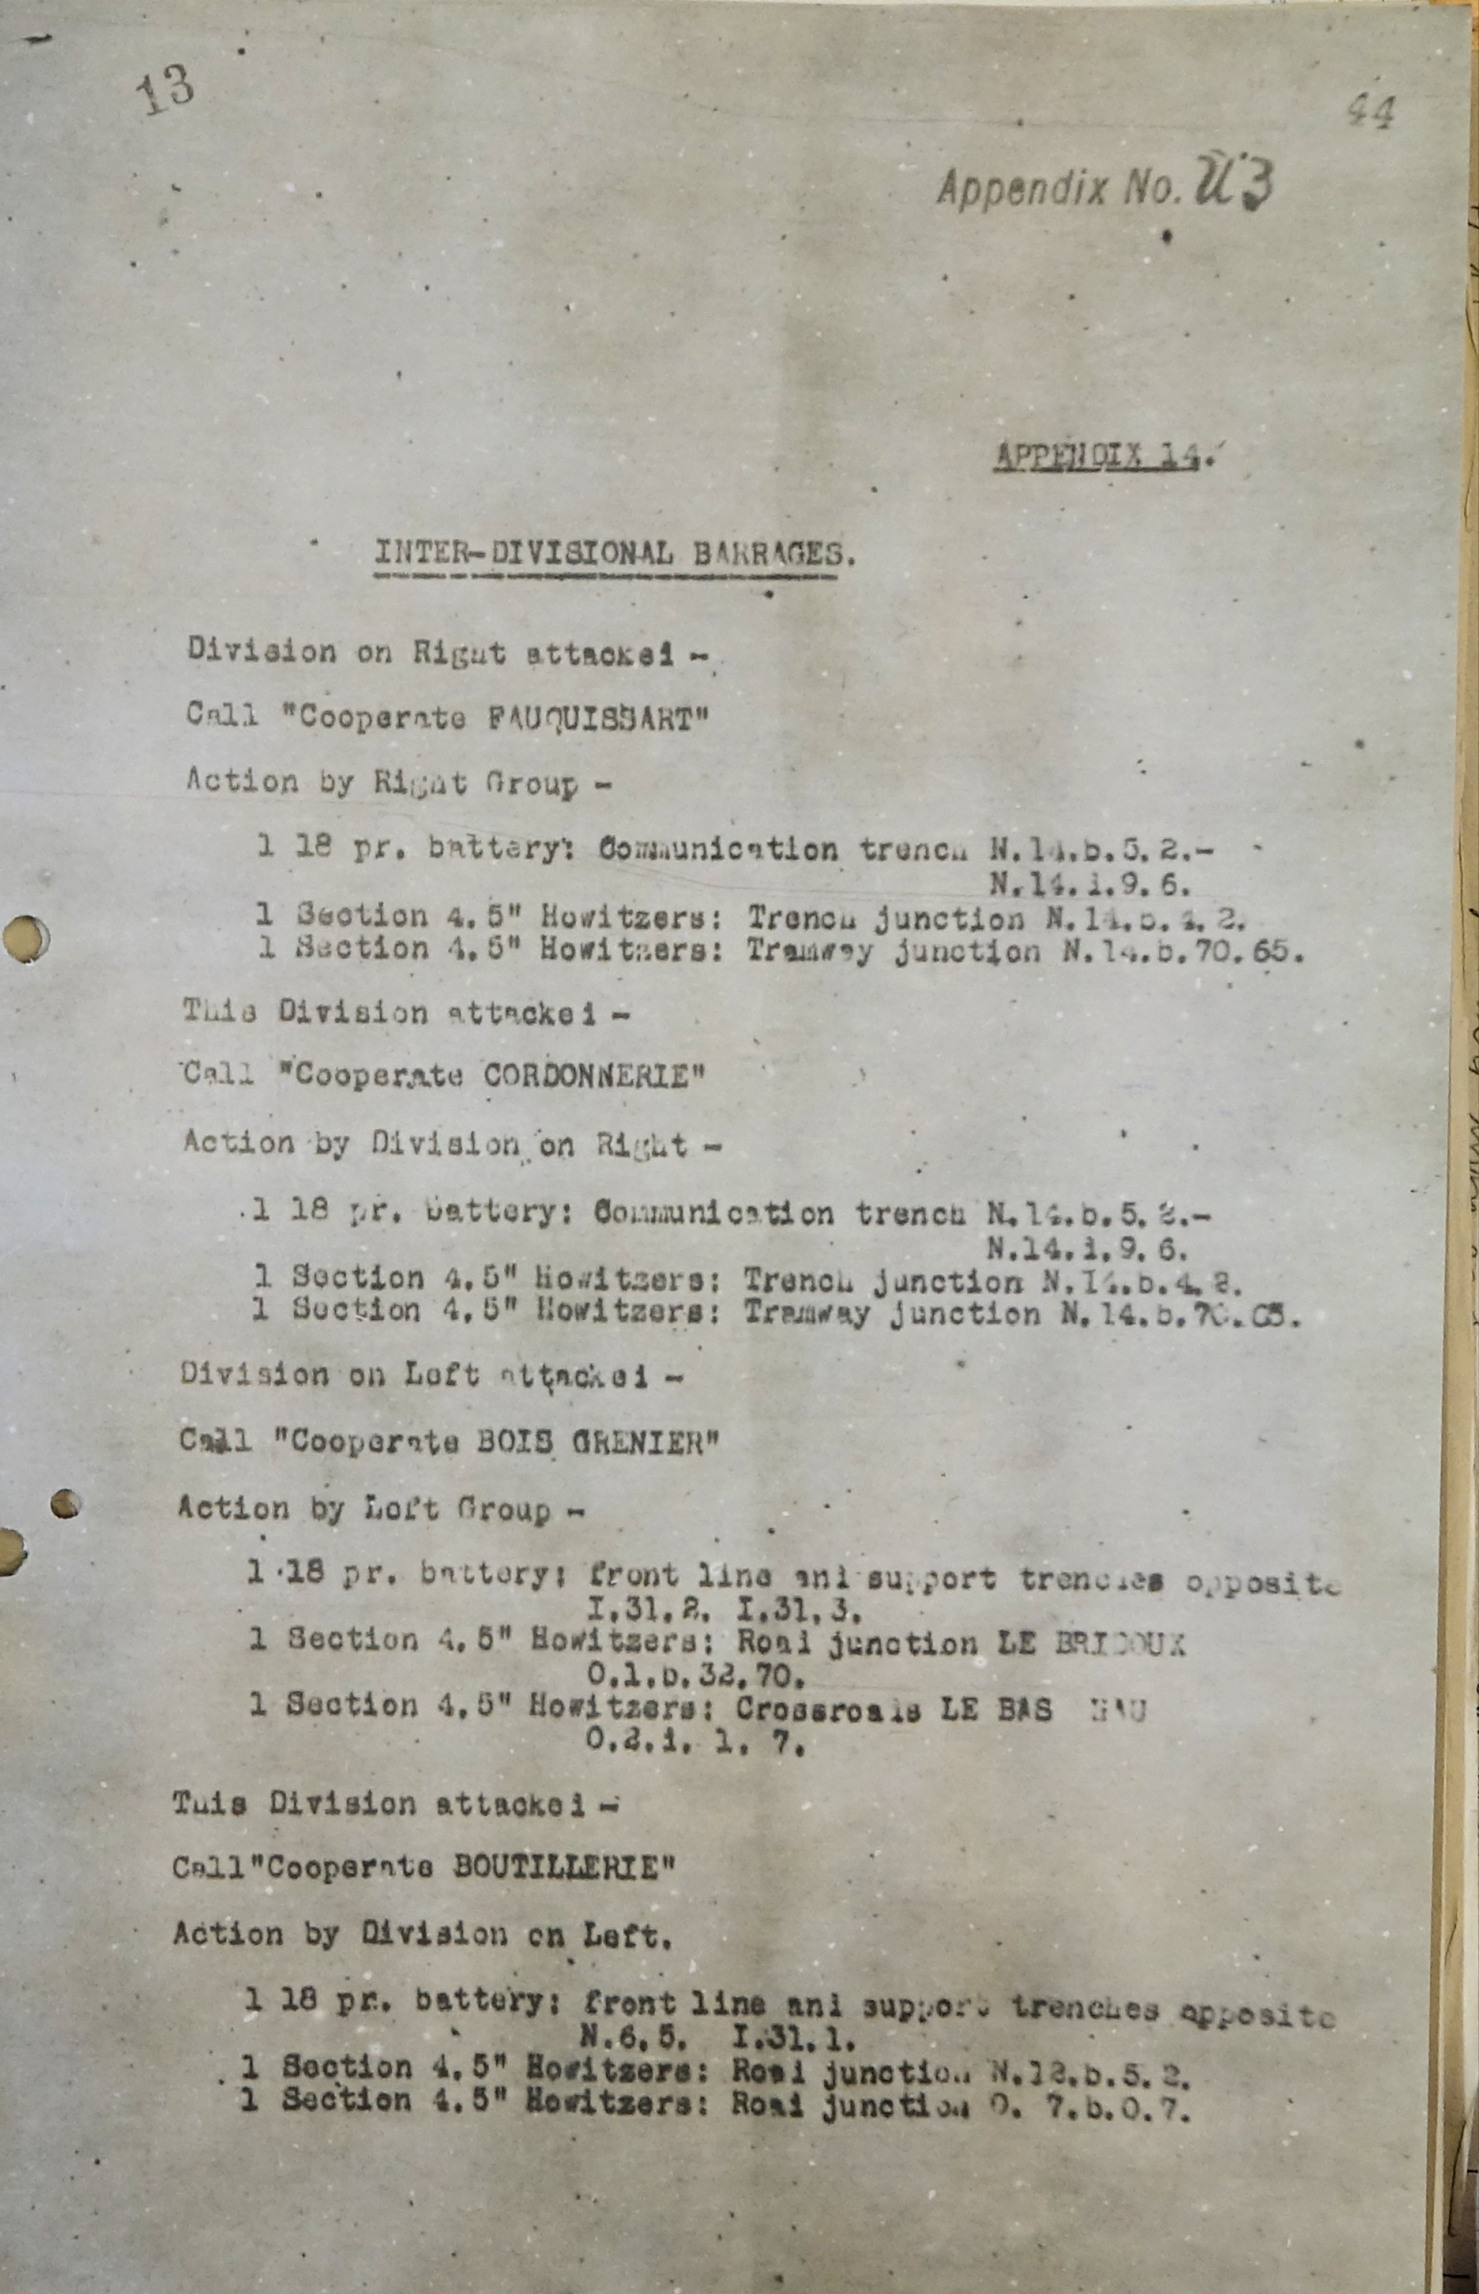 13
44
Appendix No. U3
APPENDIX 14.
INTER-DIVISIONAL BARRAGES.
Division on Right attacked -
Call "Cooperate FAUQUISSART"
Action by Right Group -
1 18 pr. battery: Communication trench N.14.b.5.2.-
N.14.d.9.6.
1 Section 4.5" Howitzers: Trench junction N.14.b.4.2.
1 Section 4.5" Howitzers: Tramway junction N.14.b.70.65.
This Division attacked -
Call "Cooperate CORDONNERIE"
Action by Division on Right -
1 18 pr. battery: Communication trench N.14.b.5.2.-
N.14.d.9.6.
1 Section 4.5" Howitzers: Trench junction N.14.b.4.2.
1 Section 4.5" Howitzers: Tramway junction N.14.b.70.65.
Division on Left attacked -
Call "Cooperate BOIS GRENIER"
Action by Left Group -
1 18 pr. battery: front line and support trenches opposite
I.31.2. I.31.3.
1 Section 4.5" Howitzers: Road junction LE BRIDOUX
O.1.b.32.70.
1 Section 4.5" Howitzers: Crossroads LE BAS
O.2.d. 1. 7.
This Division attacked -
Call"Cooperate BOUTILLERIE"
Action by Division on Left.
1 18 pr. battery: front line and support trenches opposite
N.6.5. I.31.1.
1 Section 4.5" Howitzers: Road junction N.12.b.5.2.
1 Section 4.5" Howitzers: Road junction O. 7.b.0.7.